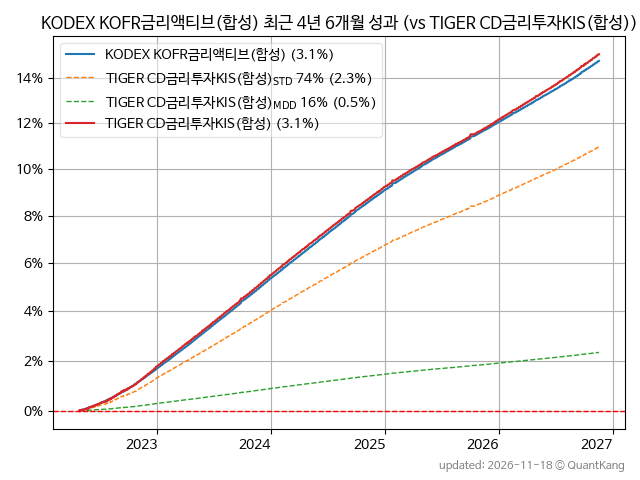 KODEX KOFR금리액티브(합성) 최근 4년 6개월 성과 (vs TIGER CD금리투자KIS(합성))
KODEX KOFR금리액티브(합성) (3.1%)
TIGER CD금리투자KIS(합성)STD 74% (2.3%)
TIGER CD금리투자KIS(합성)MDD 16% (0.5%)
TIGER CD금리투자KIS(합성) (3.1%)
14%
12%
10%
8%
6%
4%
2%
0%
2023 2024 2025 2026 2027
updated: 2026-11-18 © QuantKang